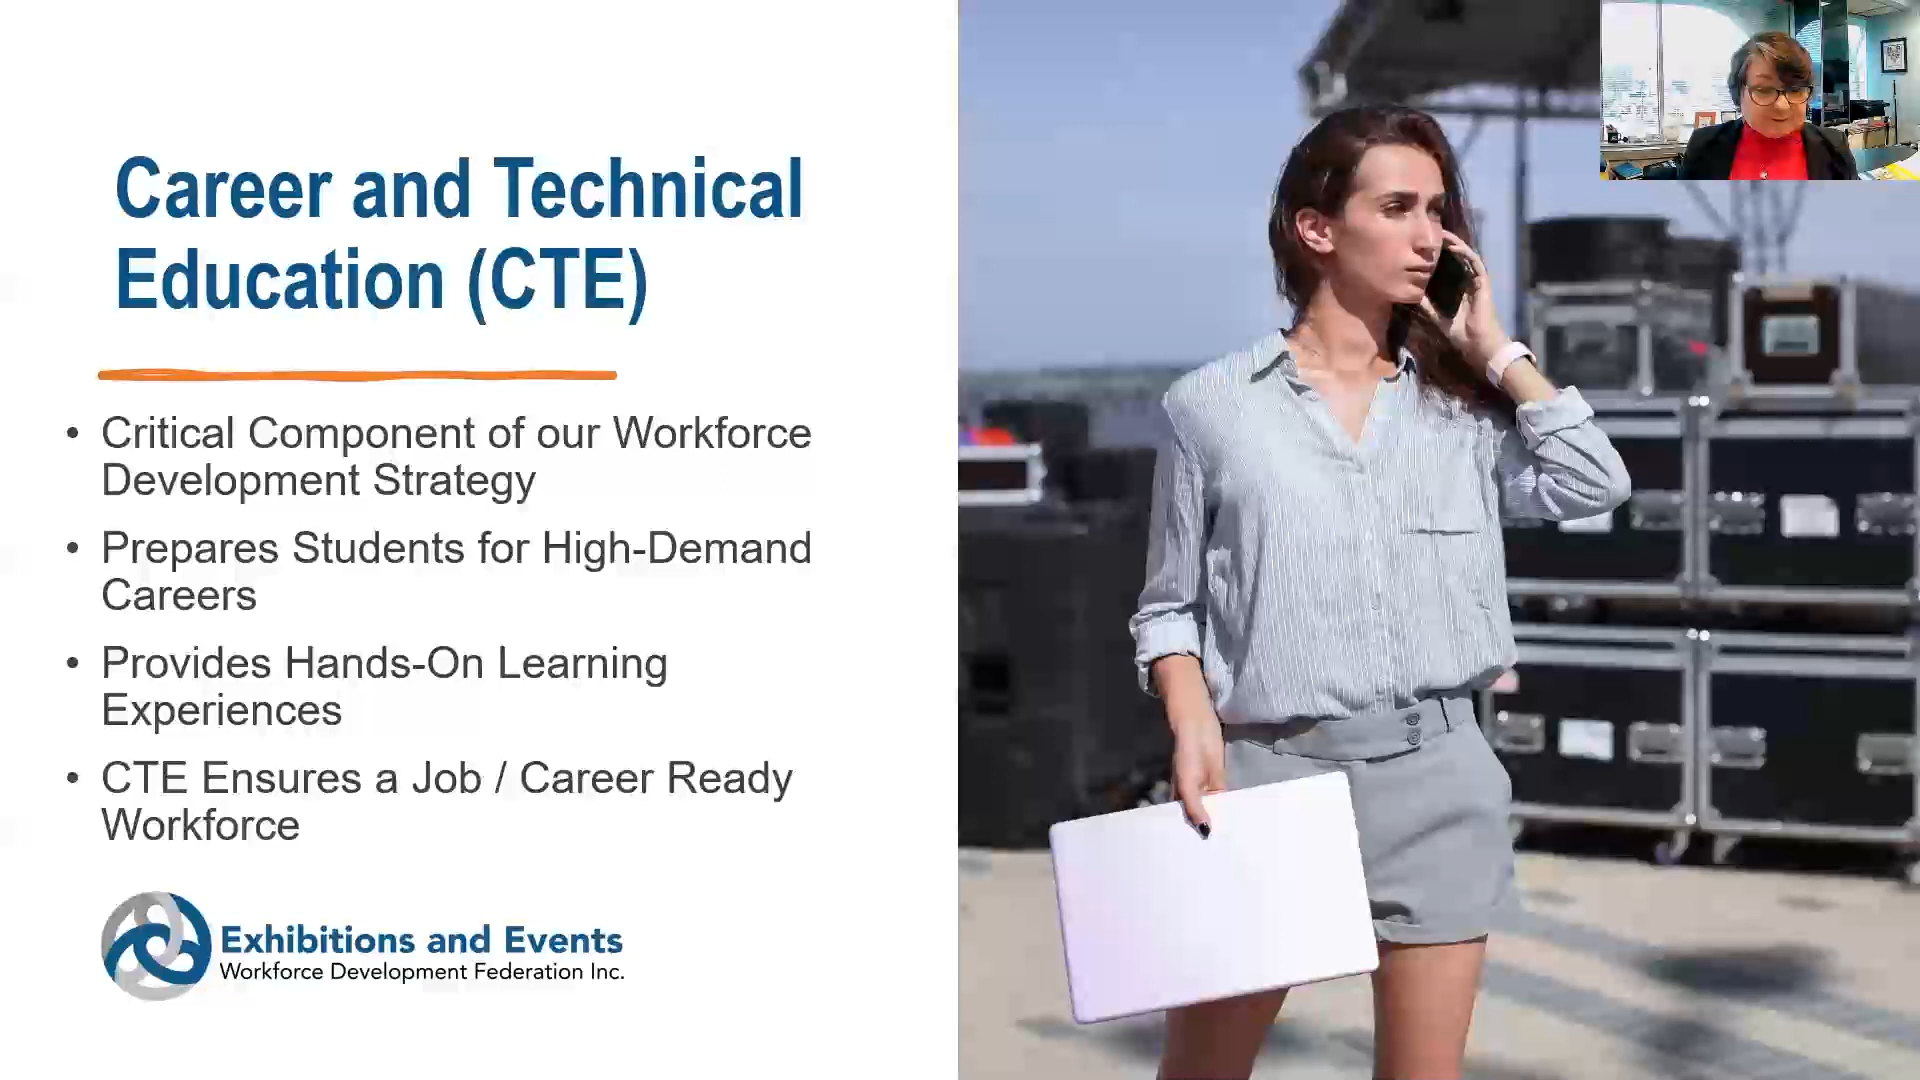 Career and Technical
Education (CTE)
• Critical Component of our Workforce
Development Strategy
• Prepares Students for High-Demand
Careers
• Provides Hands-On Learning
Experiences
• CTE Ensures a Job / Career Ready
Workforce
Exhibitions and Events
Workforce Development Federation Inc.